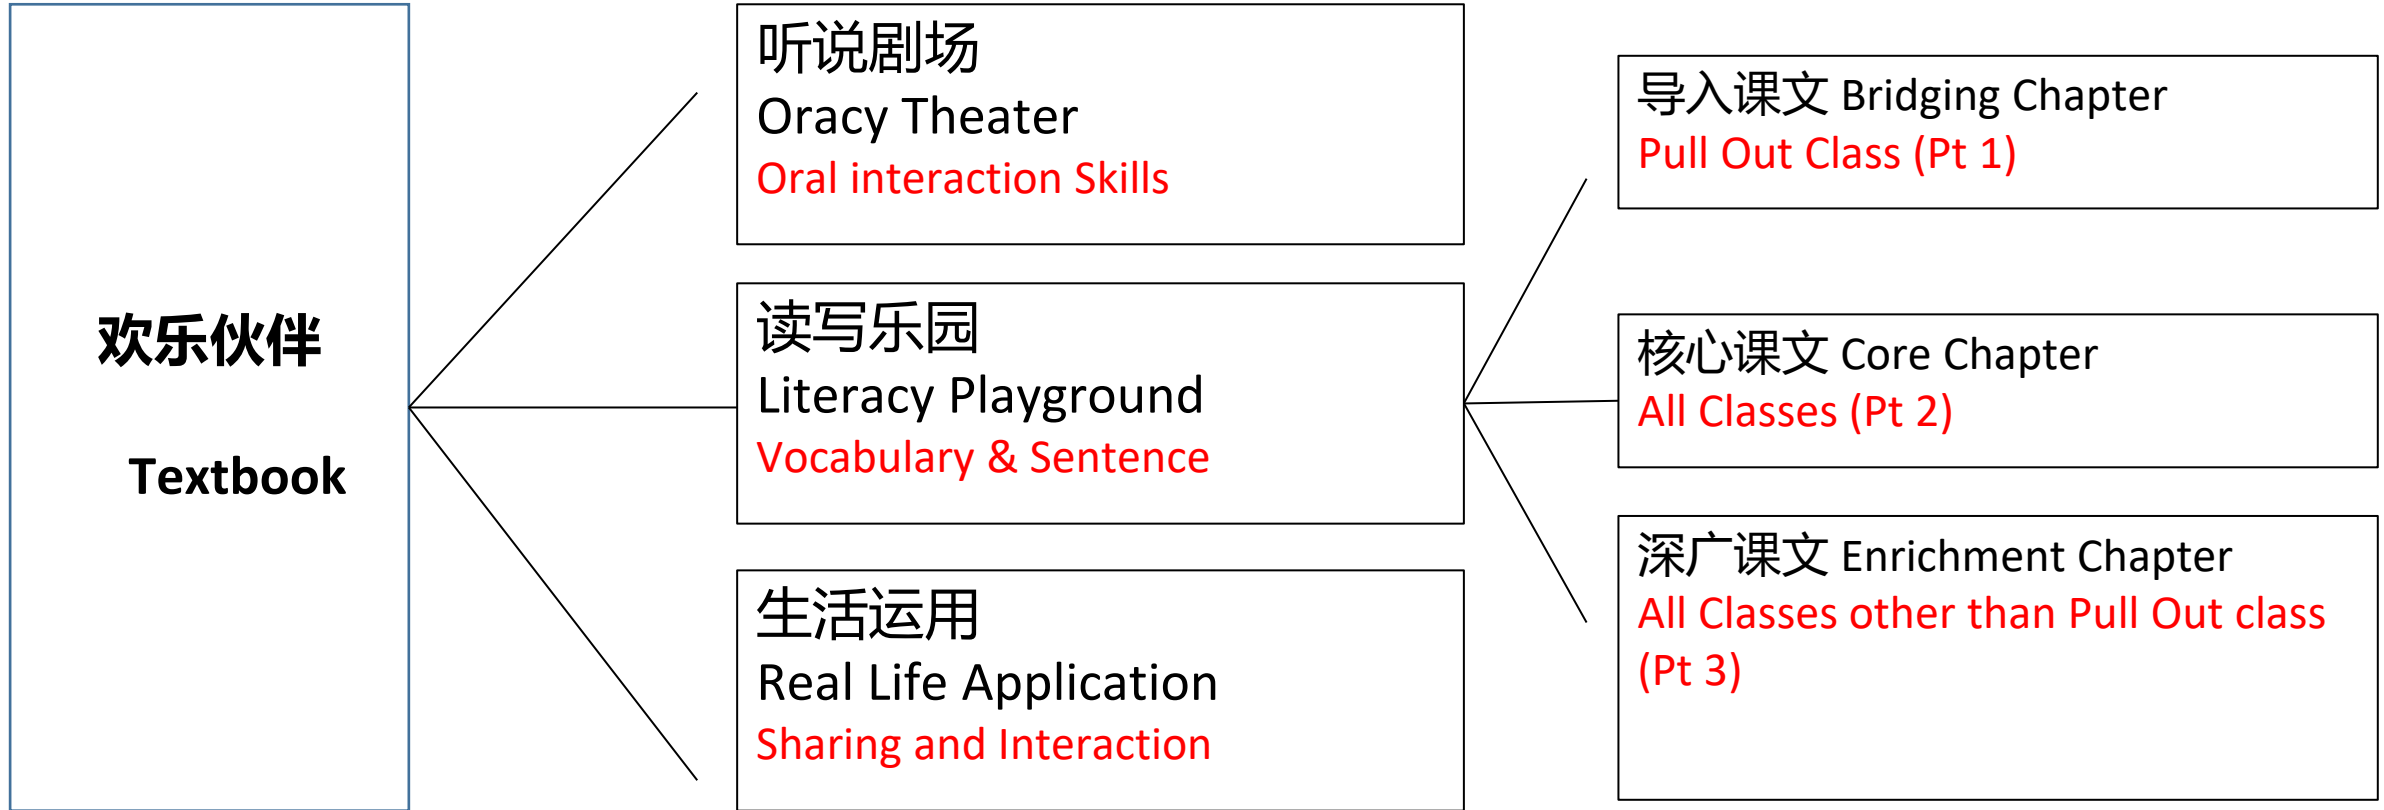 欢乐伙伴
Textbook
听说剧场
Oracy Theater
Oral interaction Skills
读写乐园
Literacy Playground
Vocabulary & Sentence
生活运用
Real Life Application
Sharing and Interaction
导入课文 Bridging Chapter
Pull Out Class (Pt 1)
核心课文 Core Chapter
All Classes (Pt 2)
深广课文 Enrichment Chapter
All Classes other than Pull Out class
(Pt 3)